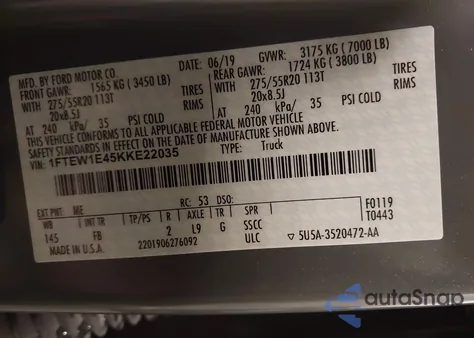 MFD. BY FORD MOTOR CO.
06/19 GVWR: 3175 KG ( 7000 LB)
FRONT GAWR: 1565 KG ( 3450 LB) REAR GAWR: 1724 KG ( 3800 LB)
WITH 275/55R20 113T TIRES WITH 275/55R20 113T TIRES
20x8.5J RIMS 20x8.5J RIMS
AT 240 kPa/ 35 PSI COLD AT 240 kPa/ 35 PSI COLD
THIS VEHICLE CONFORMS TO ALL APPLICABLE FEDERAL MOTOR VEHICLE
SAFETY STANDARDS IN EFFECT ON THE DATE OF MANUFACTURE SHOWN ABOVE.
VIN: 1FTEW1E45KKE22035 TYPE: Truck
EXT PNT: ME RC: 53 DSO: F0119
WB INT TR TP/PS R AXLE TR SPR T0443
145 FB 2 L9 G SSCC
MADE IN U.S.A. 2201906276092 ULC ▽ 5U5A-3520472-AA
autoSnap